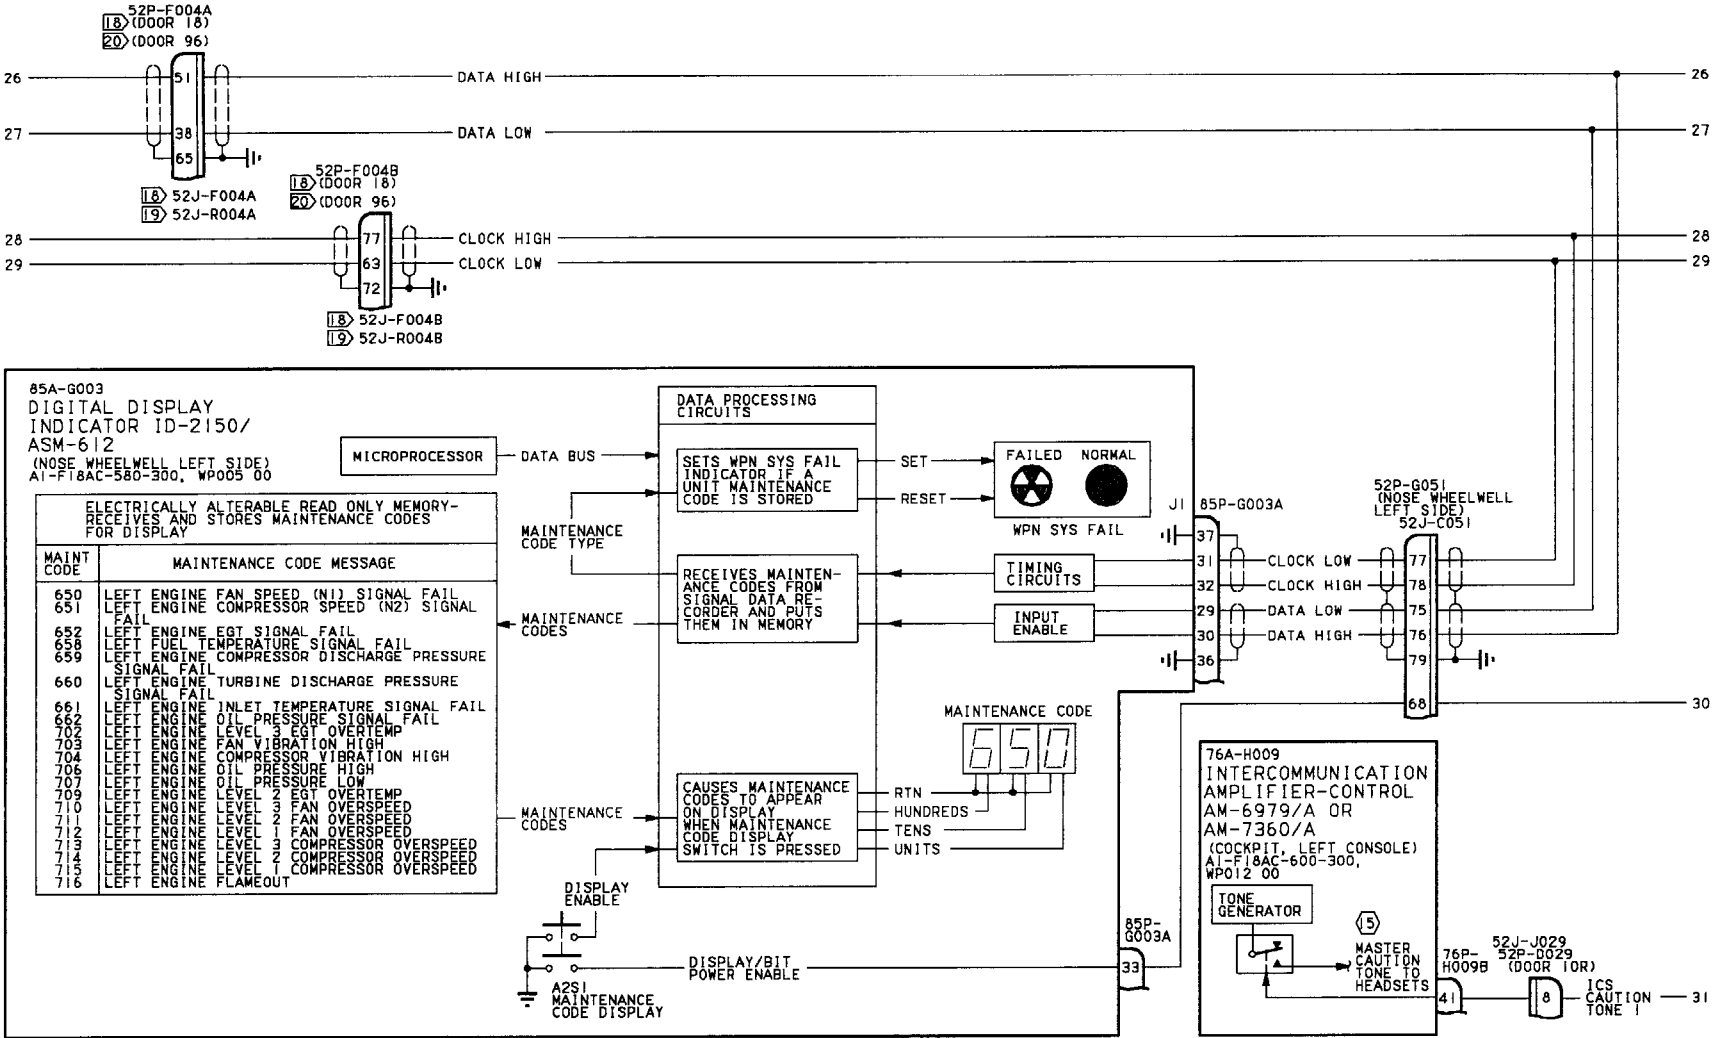 52P-F004A
18 (DOOR 18)
20 (DOOR 96)
26
51
DATA HIGH
26
27
38
DATA LOW
27
65
18 52J-F004A
19 52J-R004A
52P-F004B
18 (DOOR 18)
20 (DOOR 96)
28
77
CLOCK HIGH
28
29
63
CLOCK LOW
29
72
18 52J-F004B
19 52J-R004B
85A-G003
DIGITAL DISPLAY
INDICATOR ID-2150/
ASM-612
(NOSE WHEELWELL LEFT SIDE)
A1-F18AC-580-300, WP005 00
MICROPROCESSOR
DATA BUS
ELECTRICALLY ALTERABLE READ ONLY MEMORY-
RECEIVES AND STORES MAINTENANCE CODES
FOR DISPLAY
MAINT
CODE
MAINTENANCE CODE MESSAGE
650 LEFT ENGINE FAN SPEED (N1) SIGNAL FAIL
651 LEFT ENGINE COMPRESSOR SPEED (N2) SIGNAL
FAIL
652 LEFT ENGINE EGT SIGNAL FAIL
658 LEFT FUEL TEMPERATURE SIGNAL FAIL
659 LEFT ENGINE COMPRESSOR DISCHARGE PRESSURE
SIGNAL FAIL
660 LEFT ENGINE TURBINE DISCHARGE PRESSURE
SIGNAL FAIL
661 LEFT ENGINE INLET TEMPERATURE SIGNAL FAIL
662 LEFT ENGINE OIL PRESSURE SIGNAL FAIL
702 LEFT ENGINE LEVEL 3 EGT OVERTEMP
703 LEFT ENGINE FAN VIBRATION HIGH
704 LEFT ENGINE COMPRESSOR VIBRATION HIGH
706 LEFT ENGINE OIL PRESSURE HIGH
707 LEFT ENGINE OIL PRESSURE LOW
709 LEFT ENGINE LEVEL 2 EGT OVERTEMP
710 LEFT ENGINE LEVEL 3 FAN OVERSPEED
711 LEFT ENGINE LEVEL 2 FAN OVERSPEED
712 LEFT ENGINE LEVEL 1 FAN OVERSPEED
713 LEFT ENGINE LEVEL 3 COMPRESSOR OVERSPEED
714 LEFT ENGINE LEVEL 2 COMPRESSOR OVERSPEED
715 LEFT ENGINE LEVEL 1 COMPRESSOR OVERSPEED
716 LEFT ENGINE FLAMEOUT
MAINTENANCE
CODE TYPE
MAINTENANCE
CODES
MAINTENANCE
CODES
DISPLAY
ENABLE
A2S1
MAINTENANCE
CODE DISPLAY
DISPLAY/BIT
POWER ENABLE
DATA PROCESSING
CIRCUITS
SETS WPN SYS FAIL
INDICATOR IF A
UNIT MAINTENANCE
CODE IS STORED
RECEIVES MAINTEN-
ANCE CODES FROM
SIGNAL DATA RE-
CORDER AND PUTS
THEM IN MEMORY
CAUSES MAINTENANCE
CODES TO APPEAR
ON DISPLAY
WHEN MAINTENANCE
CODE DISPLAY
SWITCH IS PRESSED
SET
RESET
FAILED NORMAL
WPN SYS FAIL
TIMING
CIRCUITS
INPUT
ENABLE
MAINTENANCE CODE
650
RTN
HUNDREDS
TENS
UNITS
J1 85P-G003A
37
31
32
29
30
36
CLOCK LOW
CLOCK HIGH
DATA LOW
DATA HIGH
52P-G051
(NOSE WHEELWELL
LEFT SIDE)
52J-C051
77
78
75
76
79
68
30
85P-
G003A
33
76A-H009
INTERCOMMUNICATION
AMPLIFIER-CONTROL
AM-6979/A OR
AM-7360/A
(COCKPIT, LEFT CONSOLE)
A1-F18AC-600-300,
WP012 00
TONE
GENERATOR
15
MASTER
CAUTION
TONE TO
HEADSETS
76P-
H009B
41
52J-J029
52P-D029
(DOOR 10R)
8
ICS
CAUTION
TONE 1
31